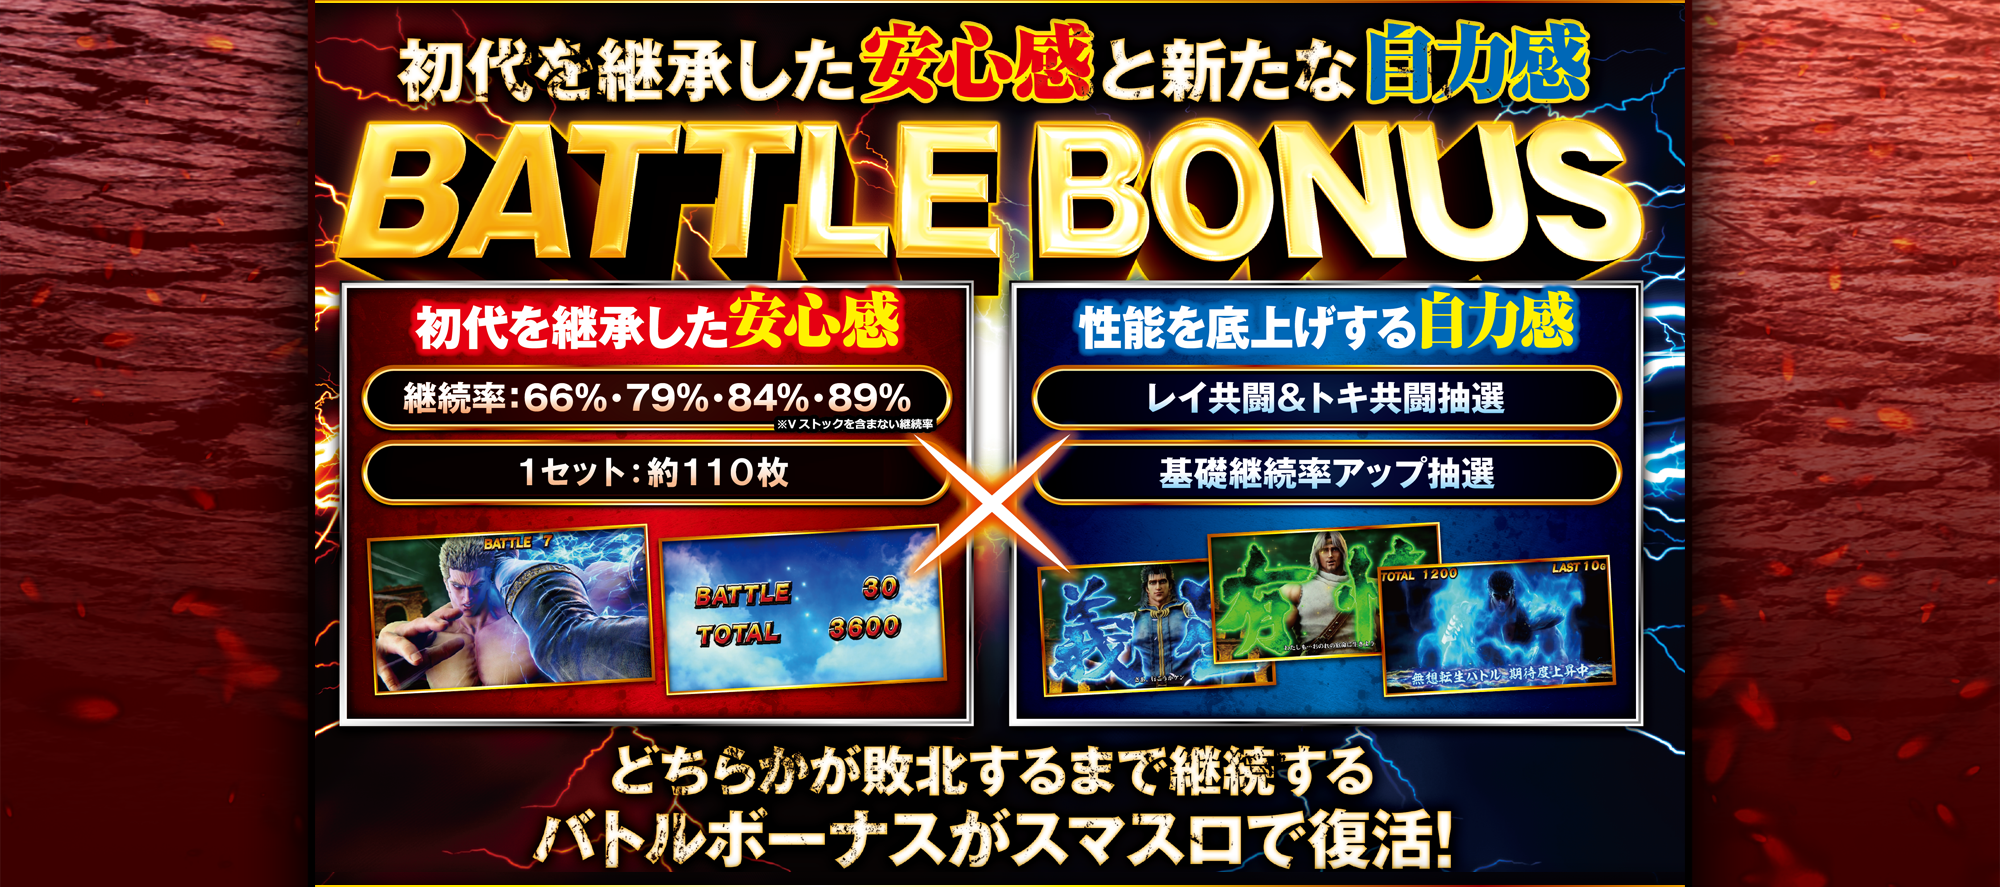 初代を継承した安心感と新たな自力感
BATTLE BONUS
初代を継承した安心感
継続率：66%・79%・84%・89%
※Vストックを含まない継続率
1セット：約110枚
BATTLE 7
BATTLE 30
TOTAL 3600
性能を底上げする自力感
レイ共闘＆トキ共闘抽選
基礎継続率アップ抽選
義
TOTAL 1200
LAST 10G
無想転生バトル期待度上昇中
どちらかが敗北するまで継続する
バトルボーナスがスマスロで復活！